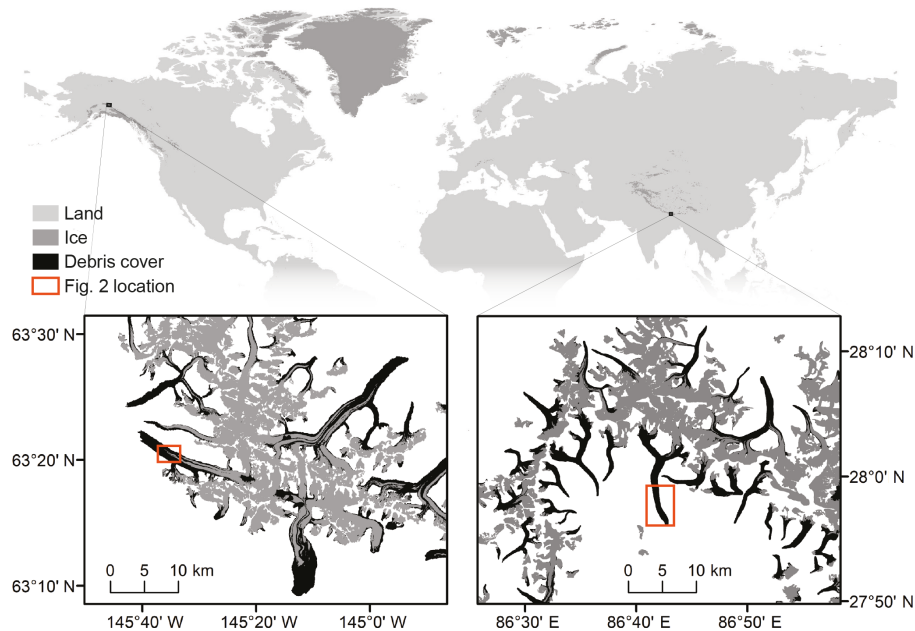 Land
Ice
Debris cover
Fig. 2 location
63°30' N
63°20' N
63°10' N
0 5 10 km
145°40' W 145°20' W 145°0' W
28°10' N
28°0' N
27°50' N
0 5 10 km
86°30' E 86°40' E 86°50' E